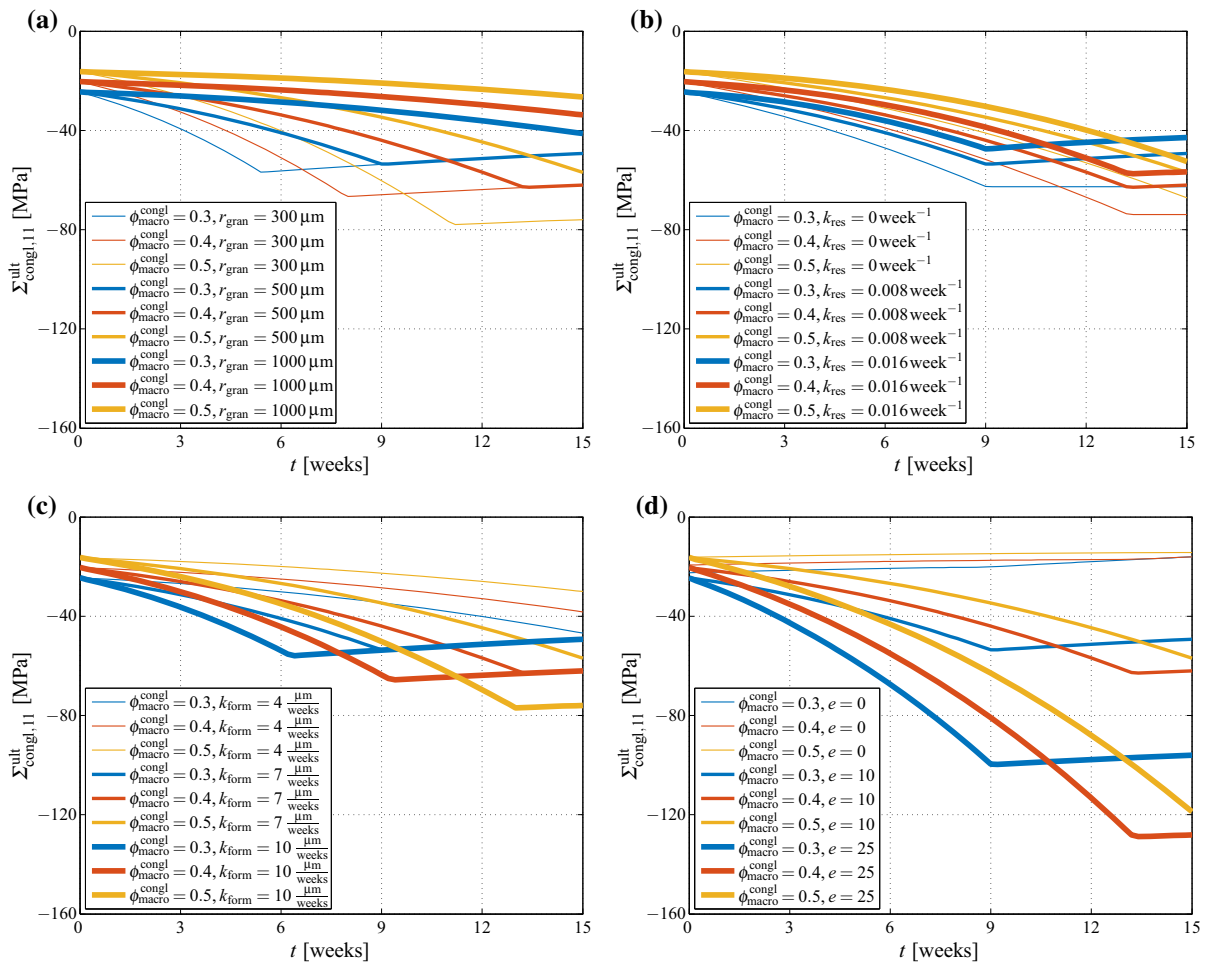 (a)
0
−40
−80
−120
−160
Σ^ult_congl,11 [MPa]
ϕ^congl_macro = 0.3, r_gran = 300 µm
ϕ^congl_macro = 0.4, r_gran = 300 µm
ϕ^congl_macro = 0.5, r_gran = 300 µm
ϕ^congl_macro = 0.3, r_gran = 500 µm
ϕ^congl_macro = 0.4, r_gran = 500 µm
ϕ^congl_macro = 0.5, r_gran = 500 µm
ϕ^congl_macro = 0.3, r_gran = 1000 µm
ϕ^congl_macro = 0.4, r_gran = 1000 µm
ϕ^congl_macro = 0.5, r_gran = 1000 µm
0 3 6 9 12 15
t [weeks]
(b)
0
−40
−80
−120
−160
Σ^ult_congl,11 [MPa]
ϕ^congl_macro = 0.3, k_res = 0 week⁻¹
ϕ^congl_macro = 0.4, k_res = 0 week⁻¹
ϕ^congl_macro = 0.5, k_res = 0 week⁻¹
ϕ^congl_macro = 0.3, k_res = 0.008 week⁻¹
ϕ^congl_macro = 0.4, k_res = 0.008 week⁻¹
ϕ^congl_macro = 0.5, k_res = 0.008 week⁻¹
ϕ^congl_macro = 0.3, k_res = 0.016 week⁻¹
ϕ^congl_macro = 0.4, k_res = 0.016 week⁻¹
ϕ^congl_macro = 0.5, k_res = 0.016 week⁻¹
0 3 6 9 12 15
t [weeks]
(c)
0
−40
−80
−120
−160
Σ^ult_congl,11 [MPa]
ϕ^congl_macro = 0.3, k_form = 4 µm/weeks
ϕ^congl_macro = 0.4, k_form = 4 µm/weeks
ϕ^congl_macro = 0.5, k_form = 4 µm/weeks
ϕ^congl_macro = 0.3, k_form = 7 µm/weeks
ϕ^congl_macro = 0.4, k_form = 7 µm/weeks
ϕ^congl_macro = 0.5, k_form = 7 µm/weeks
ϕ^congl_macro = 0.3, k_form = 10 µm/weeks
ϕ^congl_macro = 0.4, k_form = 10 µm/weeks
ϕ^congl_macro = 0.5, k_form = 10 µm/weeks
0 3 6 9 12 15
t [weeks]
(d)
0
−40
−80
−120
−160
Σ^ult_congl,11 [MPa]
ϕ^congl_macro = 0.3, e = 0
ϕ^congl_macro = 0.4, e = 0
ϕ^congl_macro = 0.5, e = 0
ϕ^congl_macro = 0.3, e = 10
ϕ^congl_macro = 0.4, e = 10
ϕ^congl_macro = 0.5, e = 10
ϕ^congl_macro = 0.3, e = 25
ϕ^congl_macro = 0.4, e = 25
ϕ^congl_macro = 0.5, e = 25
0 3 6 9 12 15
t [weeks]